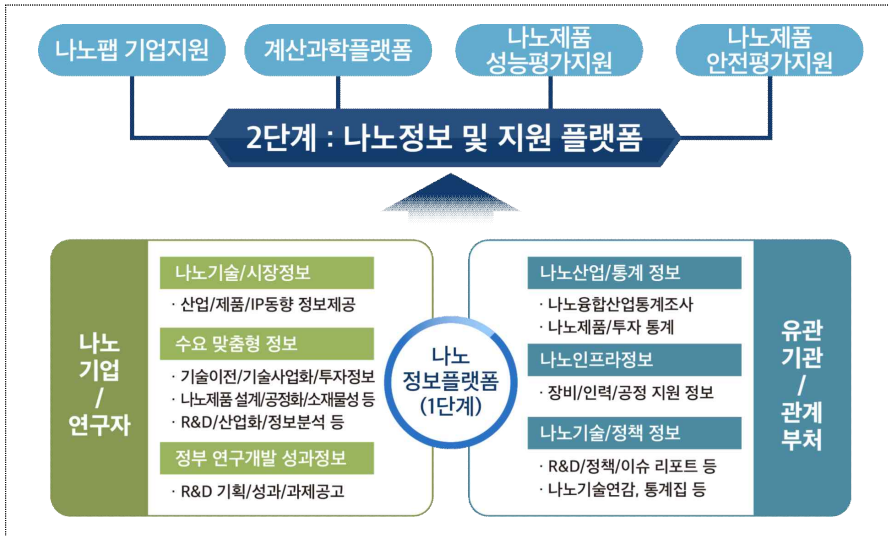 나노팹 기업지원
계산과학플랫폼
나노제품
성능평가지원
나노제품
안전평가지원
2단계 : 나노정보 및 지원 플랫폼
나노
기업
/
연구자
나노기술/시장정보
· 산업/제품/IP동향 정보제공
수요 맞춤형 정보
· 기술이전/기술사업화/투자정보
· 나노제품 설계/공정화/소재물성 등
· R&D/산업화/정보분석 등
정부 연구개발 성과정보
· R&D 기획/성과/과제공고
나노
정보플랫폼
(1단계)
나노산업/통계 정보
· 나노융합산업통계조사
· 나노제품/투자 통계
나노인프라정보
· 장비/인력/공정 지원 정보
나노기술/정책 정보
· R&D/정책/이슈 리포트 등
· 나노기술연감, 통계집 등
유관
기관
/
관계
부처